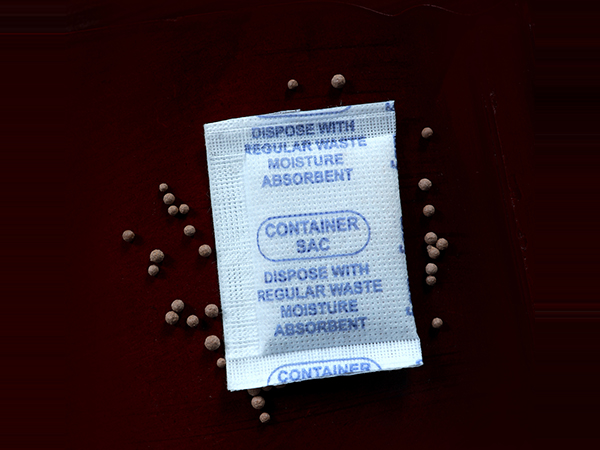 DISPOSE WITH
REGULAR WASTE
MOISTURE
ABSORBENT
CONTAINER
SAC
DISPOSE WITH
REGULAR WASTE
MOISTURE
ABSORBENT
CONTAINER